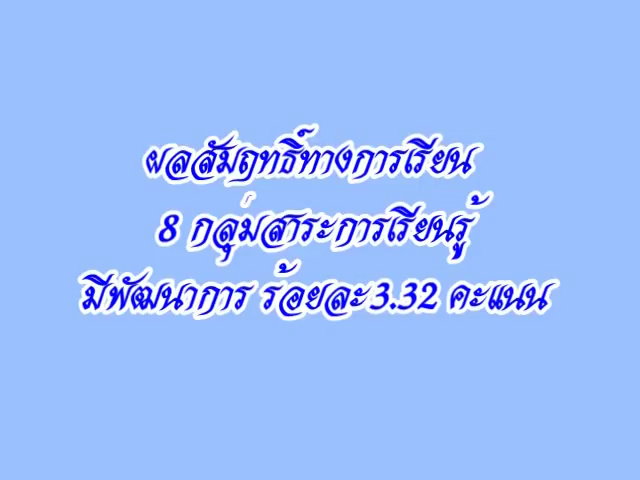 ผลสัมฤทธิ์ทางการเรียน
8 กลุ่มสาระการเรียนรู้
มีพัฒนาการ ร้อยละ3.32 คะแนน